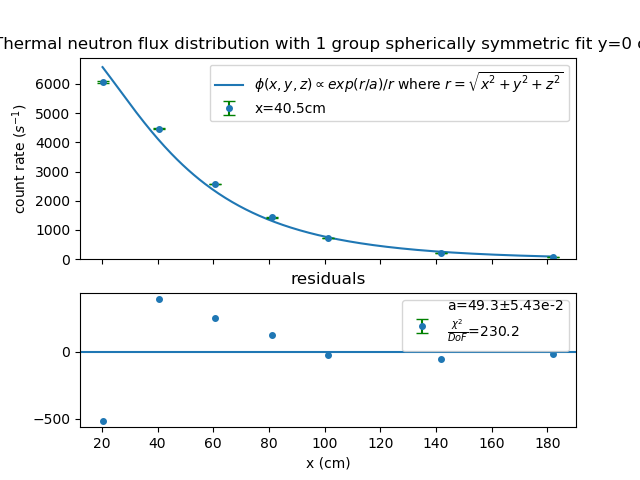 Thermal neutron flux distribution with 1 group spherically symmetric fit y=0 c
6000
5000
4000
3000
2000
1000
0
count rate (s⁻¹)
ϕ(x, y, z) ∝ exp(r/a)/r where r = √x² + y² + z²
x=40.5cm
residuals
0
−500
a=49.3±5.43e-2
χ²/DoF=230.2
20 40 60 80 100 120 140 160 180
x (cm)